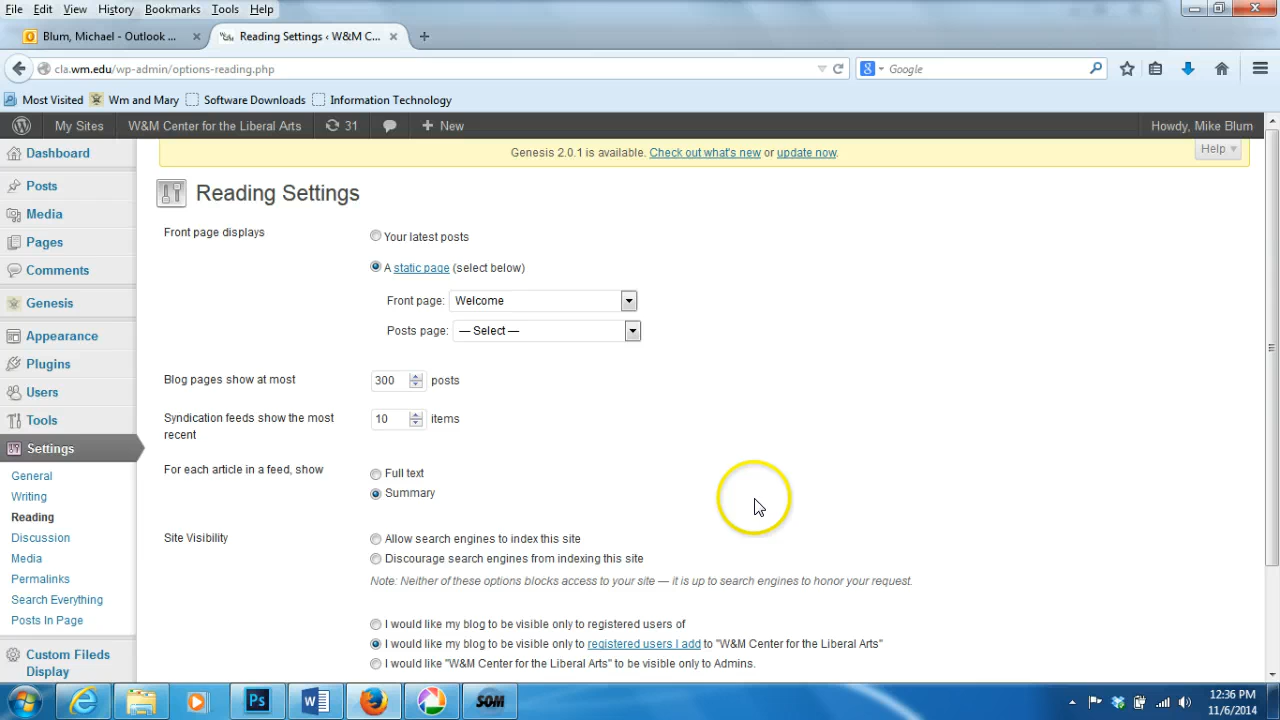 File Edit View History Bookmarks Tools Help
Blum, Michael - Outlook ... × Reading Settings ‹ W&M C... × +
cla.wm.edu/wp-admin/options-reading.php Google
Most Visited Wm and Mary Software Downloads Information Technology
My Sites W&M Center for the Liberal Arts 31 + New Howdy, Mike Blum
Genesis 2.0.1 is available. Check out what's new or update now.
Help
Dashboard
Posts
Media
Pages
Comments
Genesis
Appearance
Plugins
Users
Tools
Settings
General
Writing
Reading
Discussion
Media
Permalinks
Search Everything
Posts In Page
Custom Fileds
Display
Reading Settings
Front page displays
Your latest posts
A static page (select below)
Front page: Welcome
Posts page: — Select —
Blog pages show at most 300 posts
Syndication feeds show the most
recent
10 items
For each article in a feed, show
Full text
Summary
Site Visibility
Allow search engines to index this site
Discourage search engines from indexing this site
Note: Neither of these options blocks access to your site — it is up to search engines to honor your request.
I would like my blog to be visible only to registered users of
I would like my blog to be visible only to registered users I add to "W&M Center for the Liberal Arts"
I would like "W&M Center for the Liberal Arts" to be visible only to Admins.
Ps W SOM
12:36 PM
11/6/2014